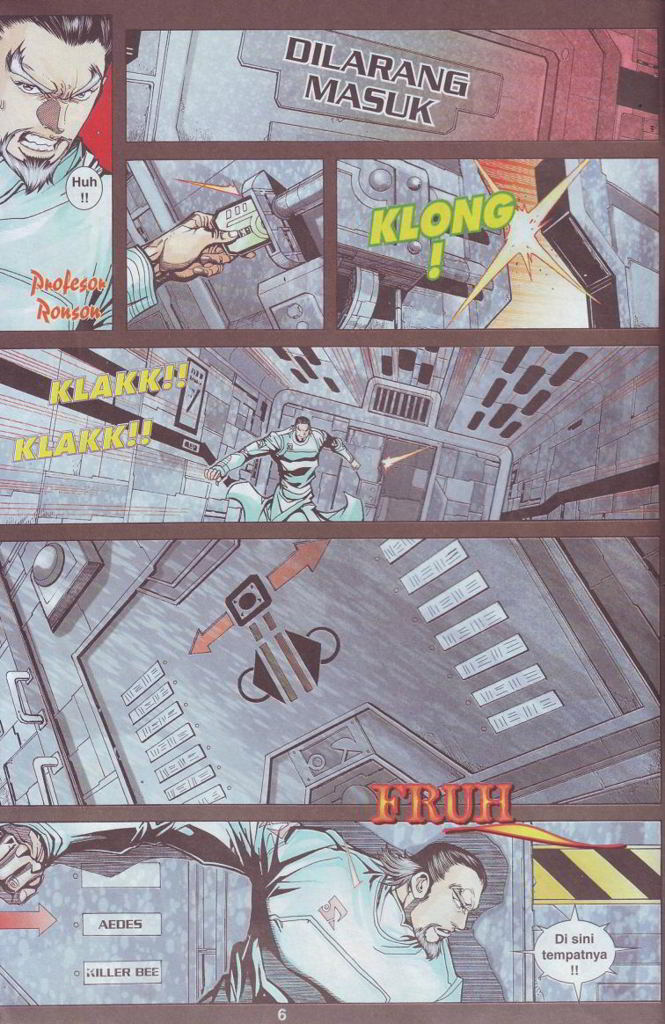 Huh
!!
Profesor
Ronson
DILARANG
MASUK
KLONG
!
KLAKK!!
KLAKK!!
FRUH
AEDES
KILLER BEE
Di sini
tempatnya
!!
6